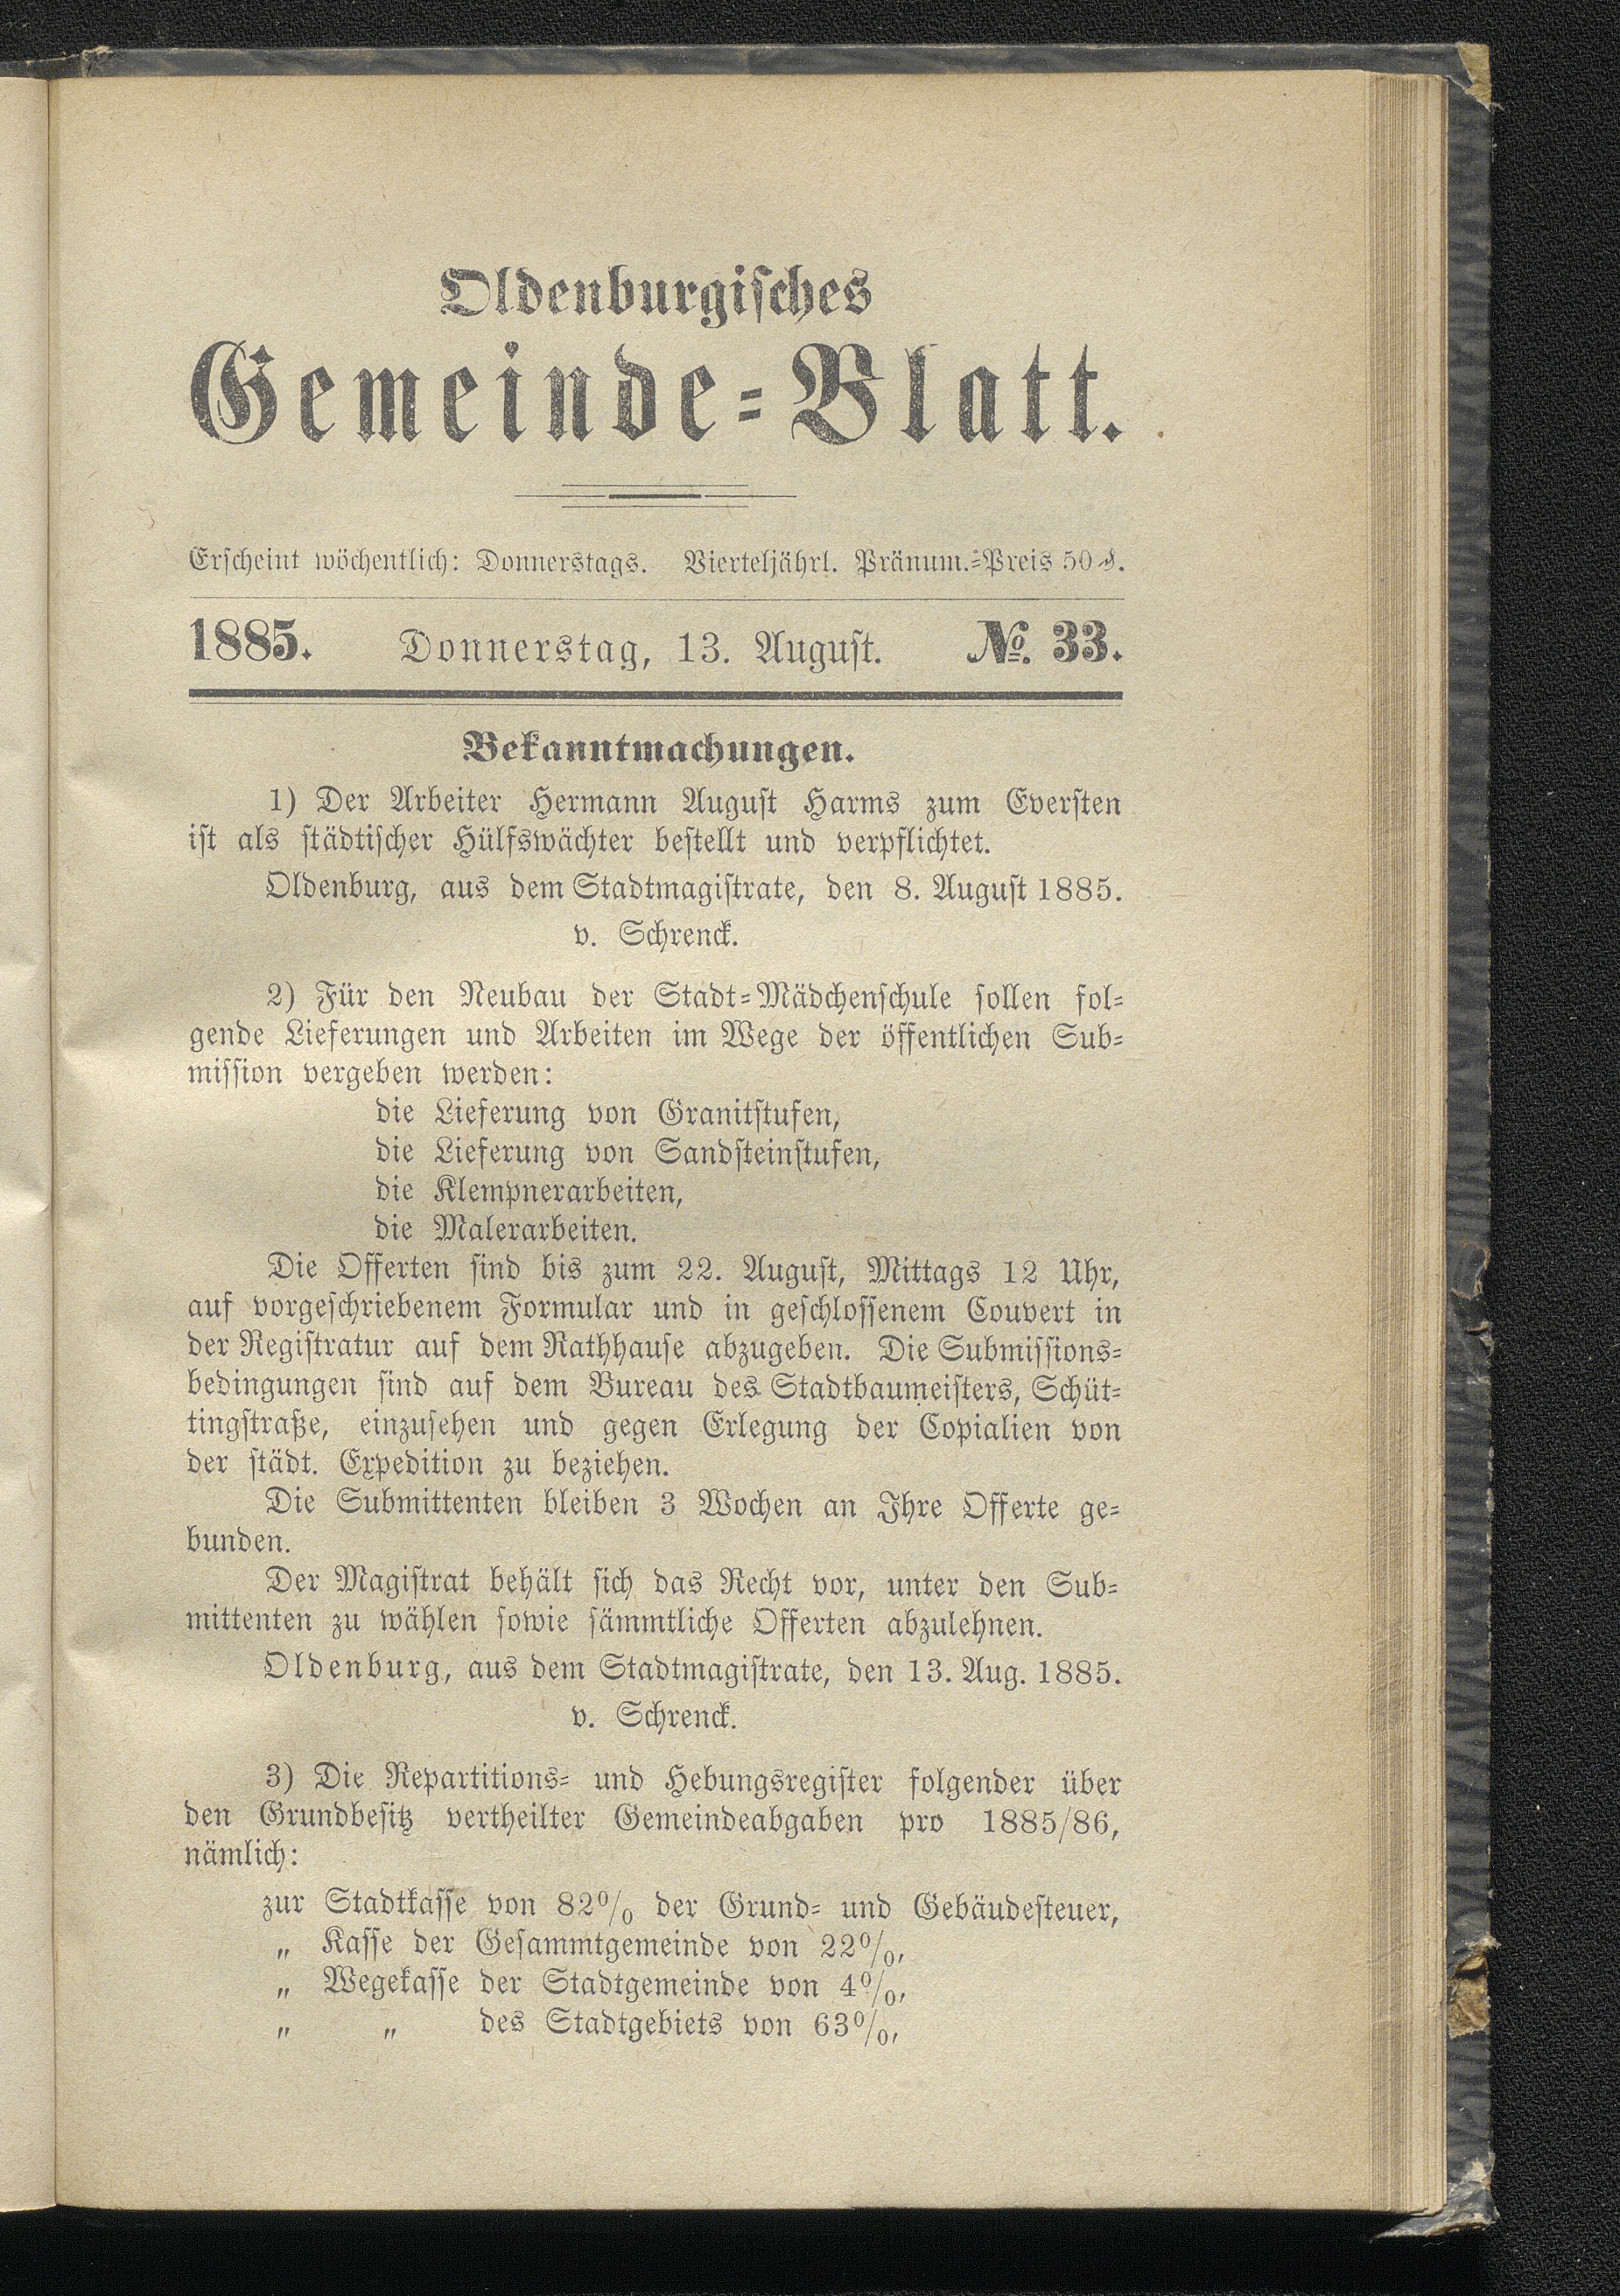 Oldenburgisches
Gemeinde-Blatt.
Erscheint wöchentlich: Donnerstags. Vierteljährl. Pränum.-Preis 50 ₰.
1885. Donnerstag, 13. August. №. 33.
Bekanntmachungen.
1) Der Arbeiter Hermann August Harms zum Eversten
ist als städtischer Hülfswächter bestellt und verpflichtet.
Oldenburg, aus dem Stadtmagistrate, den 8. August 1885.
v. Schrenck.
2) Für den Neubau der Stadt-Mädchenschule sollen fol-
gende Lieferungen und Arbeiten im Wege der öffentlichen Sub-
mission vergeben werden:
die Lieferung von Granitstufen,
die Lieferung von Sandsteinstufen,
die Klempnerarbeiten,
die Malerarbeiten.
Die Offerten sind bis zum 22. August, Mittags 12 Uhr,
auf vorgeschriebenem Formular und in geschlossenem Couvert in
der Registratur auf dem Rathhause abzugeben. Die Submissions-
bedingungen sind auf dem Bureau des Stadtbaumeisters, Schüt-
tingstraße, einzusehen und gegen Erlegung der Copialien von
der städt. Expedition zu beziehen.
Die Submittenten bleiben 3 Wochen an Ihre Offerte ge-
bunden.
Der Magistrat behält sich das Recht vor, unter den Sub-
mittenten zu wählen sowie sämmtliche Offerten abzulehnen.
Oldenburg, aus dem Stadtmagistrate, den 13. Aug. 1885.
v. Schrenck.
3) Die Repartitions- und Hebungsregister folgender über
den Grundbesitz vertheilter Gemeindeabgaben pro 1885/86,
nämlich:
zur Stadtkasse von 82% der Grund- und Gebäudesteuer,
„ Kasse der Gesammtgemeinde von 22%,
„ Wegekasse der Stadtgemeinde von 4%,
„ „ des Stadtgebiets von 63%,